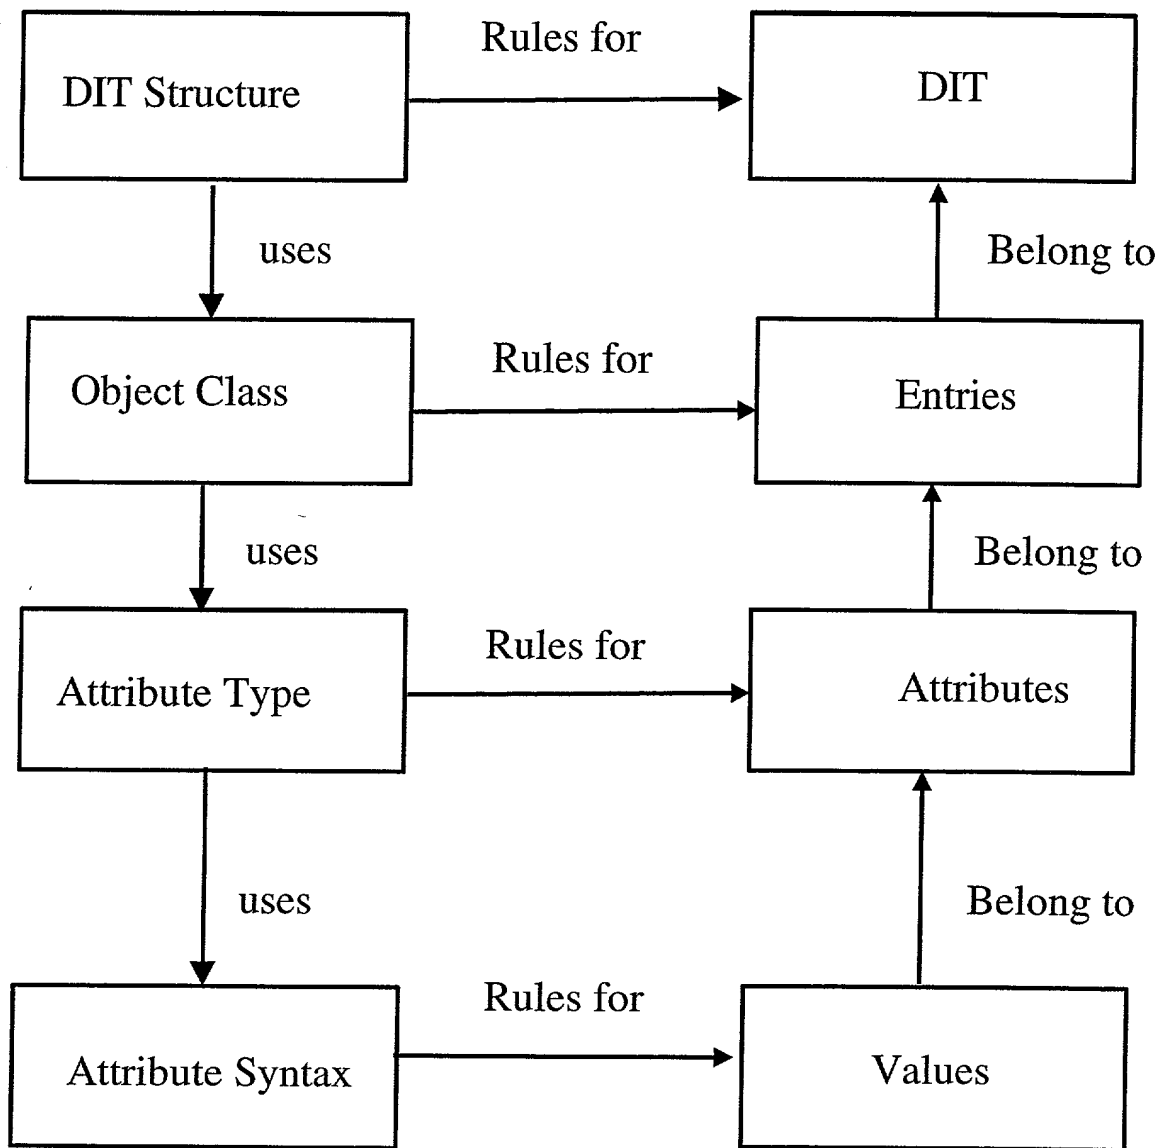 Rules for
DIT Structure
DIT
uses
Belong to
Rules for
Object Class
Entries
uses
Belong to
Rules for
Attribute Type
Attributes
uses
Belong to
Rules for
Attribute Syntax
Values